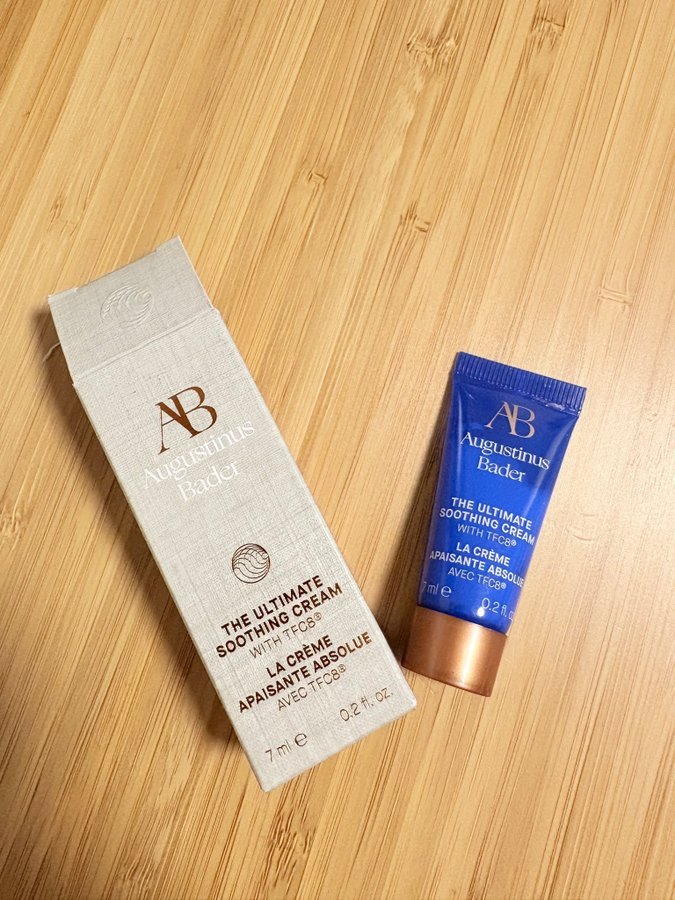 AB
Augustinus
Bader
THE ULTIMATE
SOOTHING CREAM
WITH TFC8®
LA CRÈME
APAISANTE ABSOLUE
AVEC TFC8®
7 ml e
0.2 fl. oz.
AB
Augustinus
Bader
THE ULTIMATE
SOOTHING CREAM
WITH TFC8®
LA CRÈME
APAISANTE ABSOLUE
AVEC TFC8®
7 ml e
0.2 fl. oz.